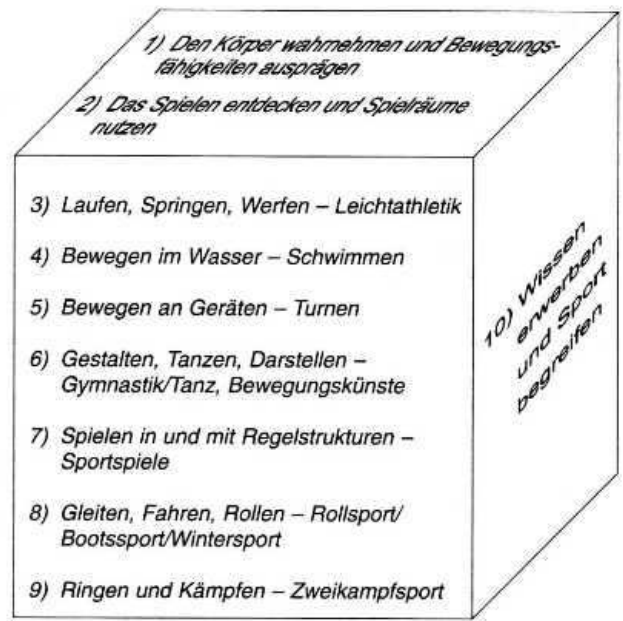 1) Den Körper wahrnehmen und Bewegungs-
fähigkeiten ausprägen
2) Das Spielen entdecken und Spielräume
nutzen
3) Laufen, Springen, Werfen – Leichtathletik
4) Bewegen im Wasser – Schwimmen
5) Bewegen an Geräten – Turnen
6) Gestalten, Tanzen, Darstellen –
Gymnastik/Tanz, Bewegungskünste
7) Spielen in und mit Regelstrukturen –
Sportspiele
8) Gleiten, Fahren, Rollen – Rollsport/
Bootssport/Wintersport
9) Ringen und Kämpfen – Zweikampfsport
10) Wissen
erwerben
und Sport
begreifen